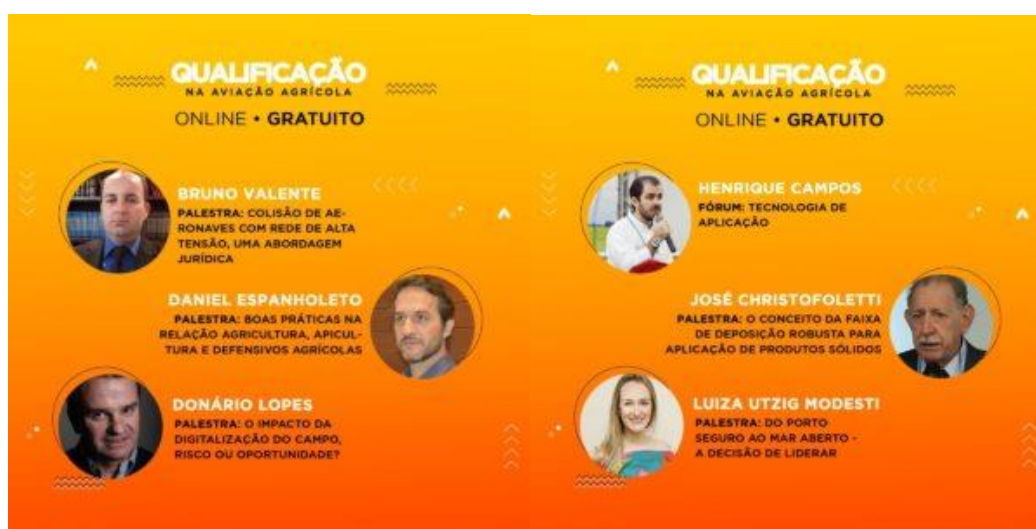 QUALIFICAÇÃO
NA AVIAÇÃO AGRÍCOLA
ONLINE • GRATUITO
BRUNO VALENTE
PALESTRA: COLISÃO DE AE-
RONAVES COM REDE DE ALTA
TENSÃO, UMA ABORDAGEM
JURÍDICA
DANIEL ESPANHOLETO
PALESTRA: BOAS PRÁTICAS NA
RELAÇÃO AGRICULTURA, APICUL-
TURA E DEFENSIVOS AGRÍCOLAS
DONÁRIO LOPES
PALESTRA: O IMPACTO DA
DIGITALIZAÇÃO DO CAMPO,
RISCO OU OPORTUNIDADE?
QUALIFICAÇÃO
NA AVIAÇÃO AGRÍCOLA
ONLINE • GRATUITO
HENRIQUE CAMPOS
FÓRUM: TECNOLOGIA DE
APLICAÇÃO
JOSÉ CHRISTOFOLETTI
PALESTRA: O CONCEITO DA FAIXA
DE DEPOSIÇÃO ROBUSTA PARA
APLICAÇÃO DE PRODUTOS SÓLIDOS
LUIZA UTZIG MODESTI
PALESTRA: DO PORTO
SEGURO AO MAR ABERTO -
A DECISÃO DE LIDERAR